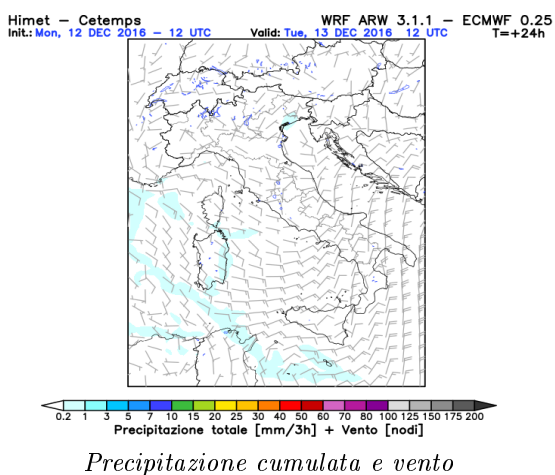 Himet – Cetemps WRF ARW 3.1.1 – ECMWF 0.25
Init.: Mon, 12 DEC 2016 – 12 UTC Valid: Tue, 13 DEC 2016 12 UTC T=+24h
0.2 1 3 5 7 10 15 20 25 30 40 50 60 70 80 100 125 150 175 200
Precipitazione totale [mm/3h] + Vento [nodi]
Precipitazione cumulata e vento